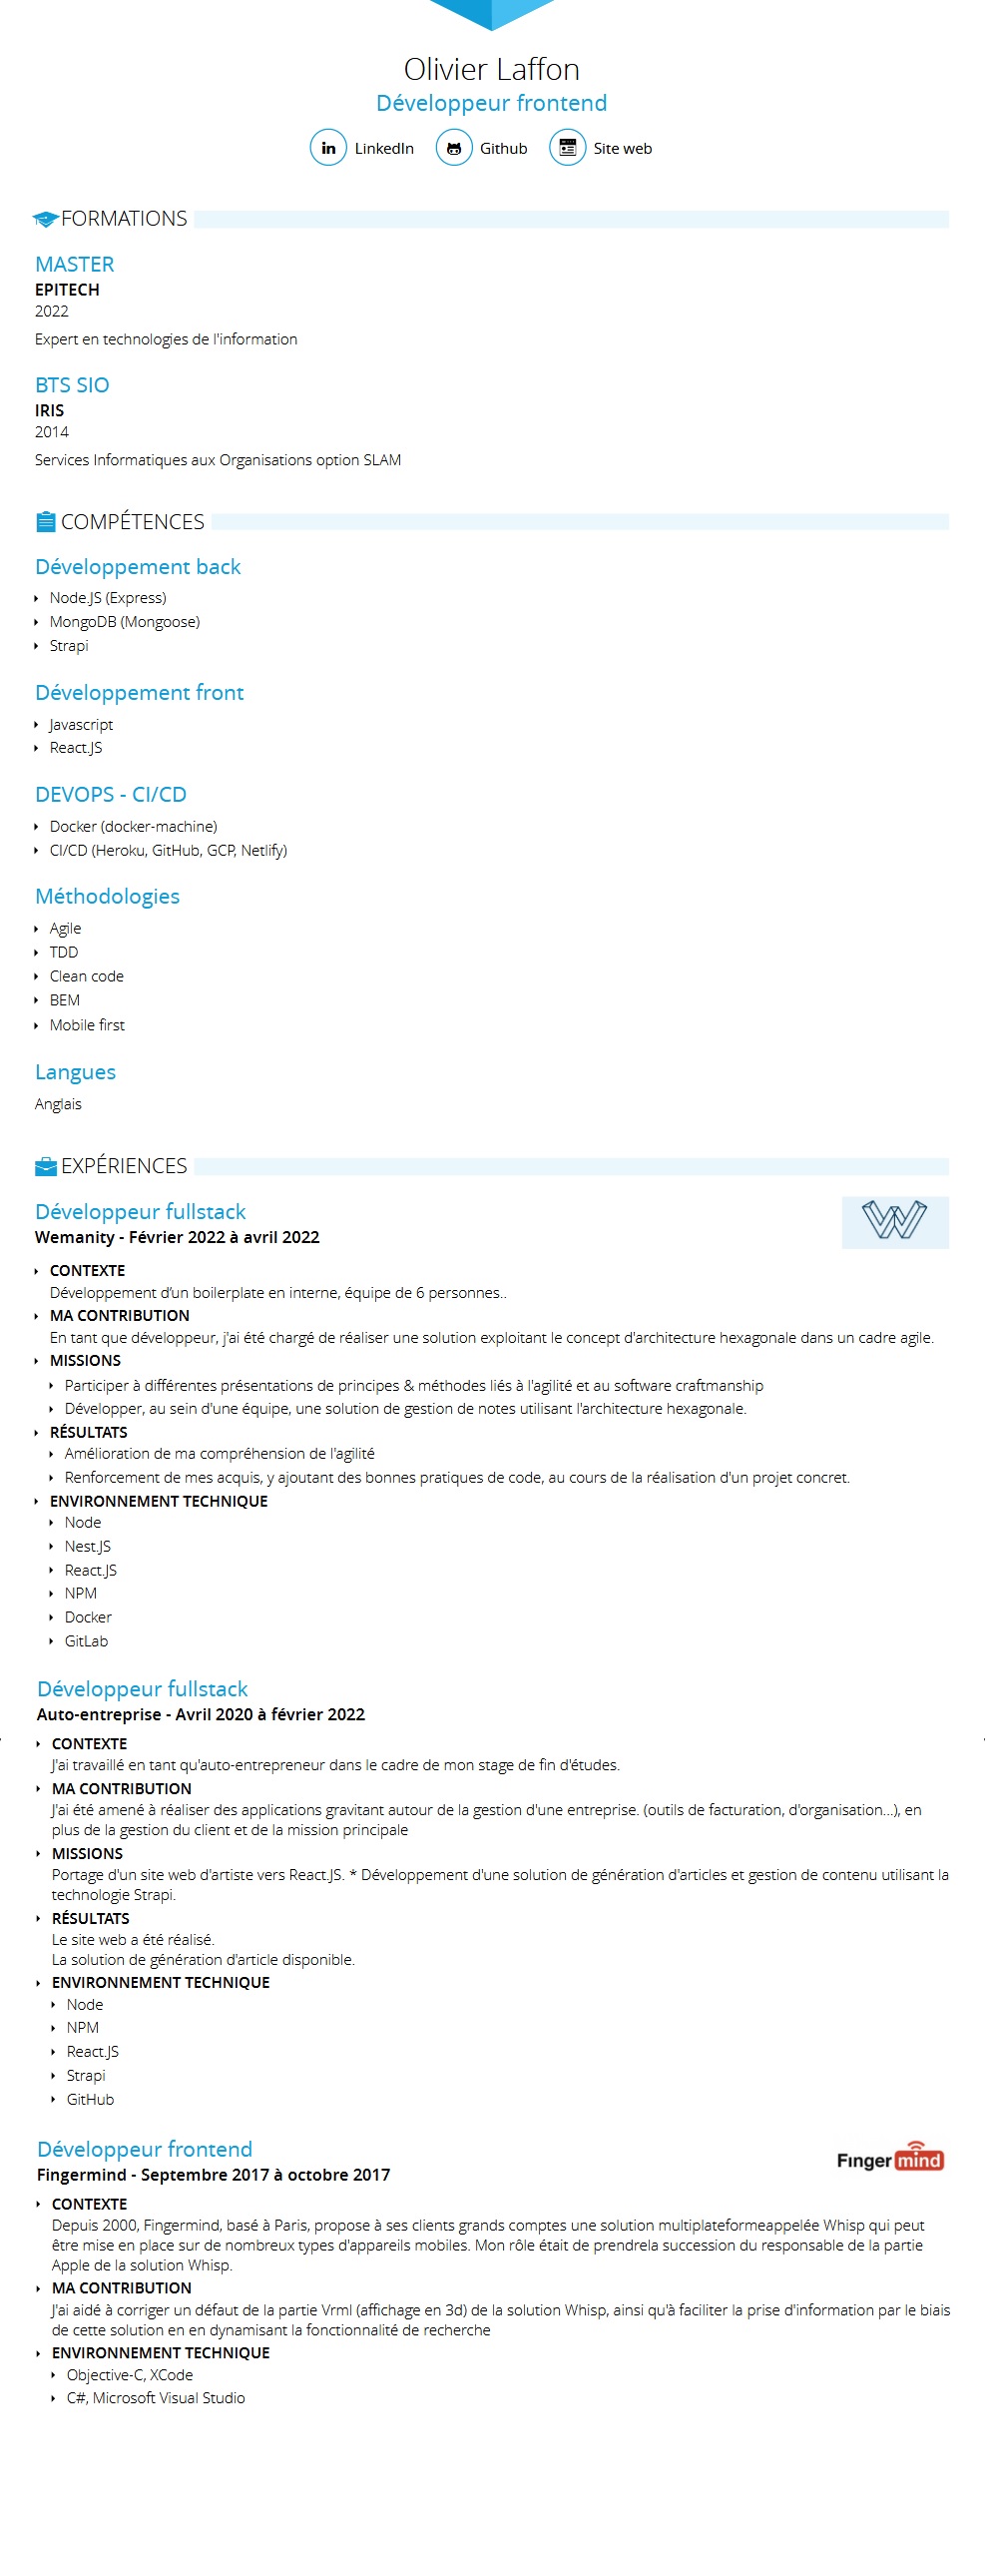 Olivier Laffon
Développeur frontend
LinkedIn Github Site web
FORMATIONS
MASTER
EPITECH
2022
Expert en technologies de l'information
BTS SIO
IRIS
2014
Services Informatiques aux Organisations option SLAM
COMPÉTENCES
Développement back
Node.JS (Express)
MongoDB (Mongoose)
Strapi
Développement front
Javascript
React.JS
DEVOPS - CI/CD
Docker (docker-machine)
CI/CD (Heroku, GitHub, GCP, Netlify)
Méthodologies
Agile
TDD
Clean code
BEM
Mobile first
Langues
Anglais
EXPÉRIENCES
Développeur fullstack
Wemanity - Février 2022 à avril 2022
CONTEXTE
Développement d’un boilerplate en interne, équipe de 6 personnes..
MA CONTRIBUTION
En tant que développeur, j'ai été chargé de réaliser une solution exploitant le concept d'architecture hexagonale dans un cadre agile.
MISSIONS
Participer à différentes présentations de principes & méthodes liés à l'agilité et au software craftmanship
Développer, au sein d'une équipe, une solution de gestion de notes utilisant l'architecture hexagonale.
RÉSULTATS
Amélioration de ma compréhension de l'agilité
Renforcement de mes acquis, y ajoutant des bonnes pratiques de code, au cours de la réalisation d'un projet concret.
ENVIRONNEMENT TECHNIQUE
Node
Nest.JS
React.JS
NPM
Docker
GitLab
Développeur fullstack
Auto-entreprise - Avril 2020 à février 2022
CONTEXTE
J'ai travaillé en tant qu'auto-entrepreneur dans le cadre de mon stage de fin d'études.
MA CONTRIBUTION
J'ai été amené à réaliser des applications gravitant autour de la gestion d'une entreprise. (outils de facturation, d'organisation...), en
plus de la gestion du client et de la mission principale
MISSIONS
Portage d'un site web d'artiste vers React.JS. * Développement d'une solution de génération d'articles et gestion de contenu utilisant la
technologie Strapi.
RÉSULTATS
Le site web a été réalisé.
La solution de génération d'article disponible.
ENVIRONNEMENT TECHNIQUE
Node
NPM
React.JS
Strapi
GitHub
Développeur frontend
Fingermind
Fingermind - Septembre 2017 à octobre 2017
CONTEXTE
Depuis 2000, Fingermind, basé à Paris, propose à ses clients grands comptes une solution multiplateformeappelée Whisp qui peut
être mise en place sur de nombreux types d'appareils mobiles. Mon rôle était de prendrela succession du responsable de la partie
Apple de la solution Whisp.
MA CONTRIBUTION
J'ai aidé à corriger un défaut de la partie Vrml (affichage en 3d) de la solution Whisp, ainsi qu'à faciliter la prise d'information par le biais
de cette solution en en dynamisant la fonctionnalité de recherche
ENVIRONNEMENT TECHNIQUE
Objective-C, XCode
C#, Microsoft Visual Studio